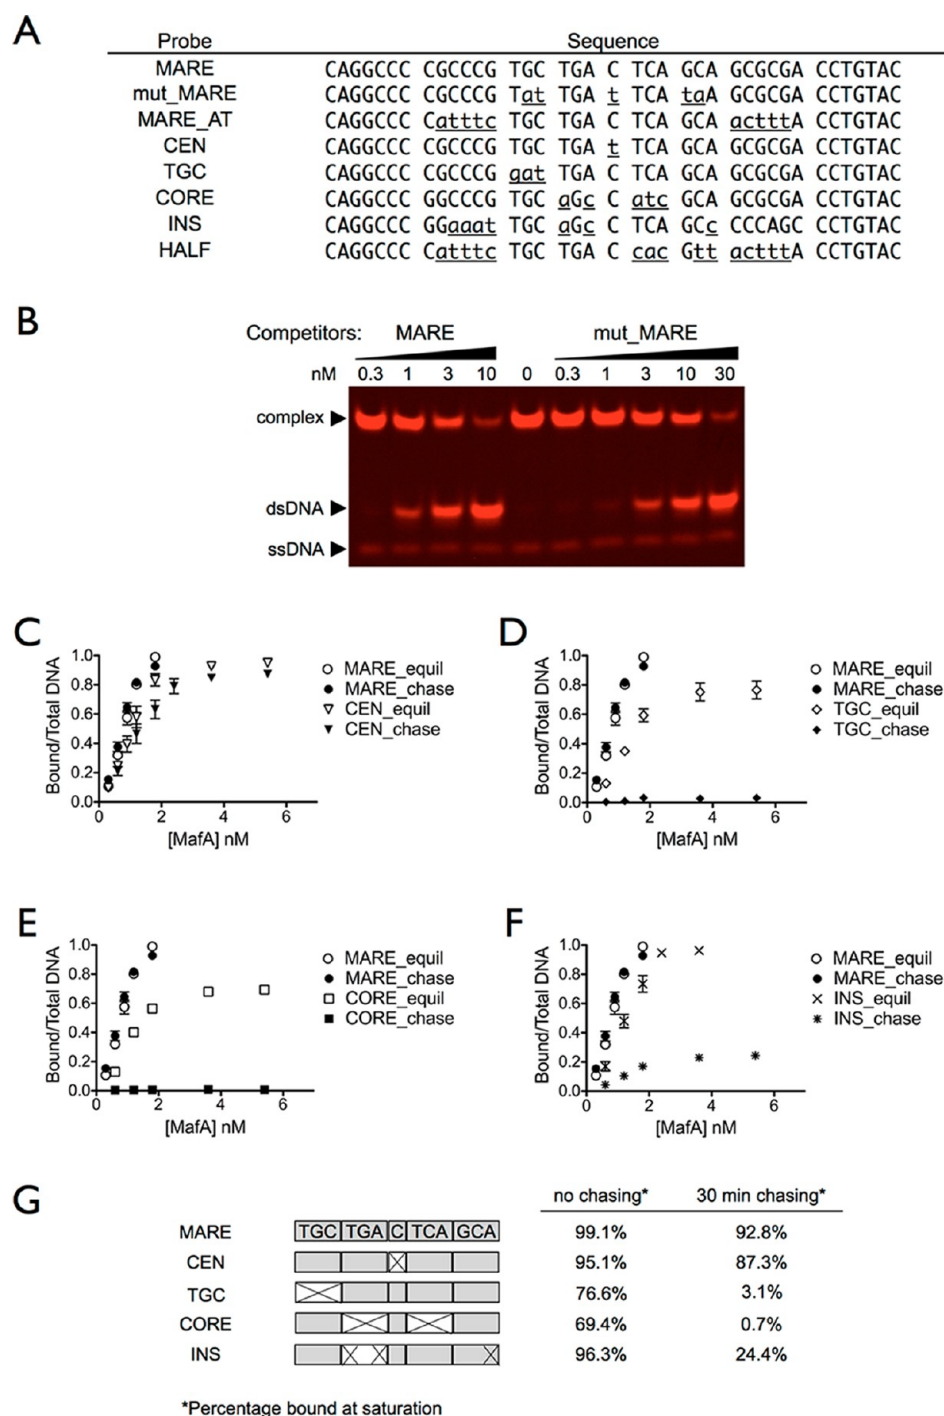 A
Probe Sequence
MARE CAGGCCC CGCCCG TGC TGA C TCA GCA GCGCGA CCTGTAC
mut_MARE CAGGCCC CGCCCG Tat TGA t TCA taA GCGCGA CCTGTAC
MARE_AT CAGGCCC Catttc TGC TGA C TCA GCA actttA CCTGTAC
CEN CAGGCCC CGCCCG TGC TGA t TCA GCA GCGCGA CCTGTAC
TGC CAGGCCC CGCCCG gat TGA C TCA GCA GCGCGA CCTGTAC
CORE CAGGCCC GGCCCG TGC aGc C atc GCA GCGCGA CCTGTAC
INS CAGGCCC GGaaat TGC aGc C TCA GCc CCCAGC CCTGTAC
HALF CAGGCCC Catttc TGC TGA C cac Gtt actttA CCTGTAC
B
Competitors: MARE mut_MARE
nM 0.3 1 3 10 0 0.3 1 3 10 30
complex
dsDNA
ssDNA
C
Bound/Total DNA
1.0
0.8
0.6
0.4
0.2
0.0
0 2 4 6
[MafA] nM
MARE_equil
MARE_chase
CEN_equil
CEN_chase
D
Bound/Total DNA
1.0
0.8
0.6
0.4
0.2
0.0
0 2 4 6
[MafA] nM
MARE_equil
MARE_chase
TGC_equil
TGC_chase
E
Bound/Total DNA
1.0
0.8
0.6
0.4
0.2
0.0
0 2 4 6
[MafA] nM
MARE_equil
MARE_chase
CORE_equil
CORE_chase
F
Bound/Total DNA
1.0
0.8
0.6
0.4
0.2
0.0
0 2 4 6
[MafA] nM
MARE_equil
MARE_chase
INS_equil
INS_chase
G
no chasing* 30 min chasing*
MARE TGC TGA C TCA GCA 99.1% 92.8%
CEN 95.1% 87.3%
TGC 76.6% 3.1%
CORE 69.4% 0.7%
INS 96.3% 24.4%
*Percentage bound at saturation